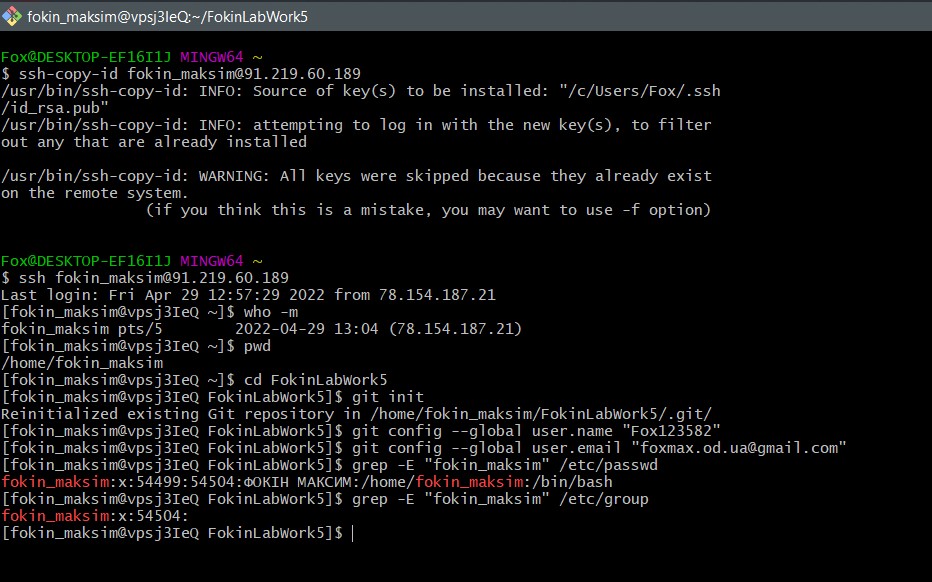 fokin_maksim@vpsj3IeQ:~/FokinLabWork5
Fox@DESKTOP-EF16I1J MINGW64 ~
$ ssh-copy-id fokin_maksim@91.219.60.189
/usr/bin/ssh-copy-id: INFO: Source of key(s) to be installed: "/c/Users/Fox/.ssh
/id_rsa.pub"
/usr/bin/ssh-copy-id: INFO: attempting to log in with the new key(s), to filter
out any that are already installed
/usr/bin/ssh-copy-id: WARNING: All keys were skipped because they already exist
on the remote system.
(if you think this is a mistake, you may want to use -f option)
Fox@DESKTOP-EF16I1J MINGW64 ~
$ ssh fokin_maksim@91.219.60.189
Last login: Fri Apr 29 12:57:29 2022 from 78.154.187.21
[fokin_maksim@vpsj3IeQ ~]$ who -m
fokin_maksim pts/5        2022-04-29 13:04 (78.154.187.21)
[fokin_maksim@vpsj3IeQ ~]$ pwd
/home/fokin_maksim
[fokin_maksim@vpsj3IeQ ~]$ cd FokinLabWork5
[fokin_maksim@vpsj3IeQ FokinLabWork5]$ git init
Reinitialized existing Git repository in /home/fokin_maksim/FokinLabWork5/.git/
[fokin_maksim@vpsj3IeQ FokinLabWork5]$ git config --global user.name "Fox123582"
[fokin_maksim@vpsj3IeQ FokinLabWork5]$ git config --global user.email "foxmax.od.ua@gmail.com"
[fokin_maksim@vpsj3IeQ FokinLabWork5]$ grep -E "fokin_maksim" /etc/passwd
fokin_maksim:x:54499:54504:ФОКІН МАКСИМ:/home/fokin_maksim:/bin/bash
[fokin_maksim@vpsj3IeQ FokinLabWork5]$ grep -E "fokin_maksim" /etc/group
fokin_maksim:x:54504:
[fokin_maksim@vpsj3IeQ FokinLabWork5]$